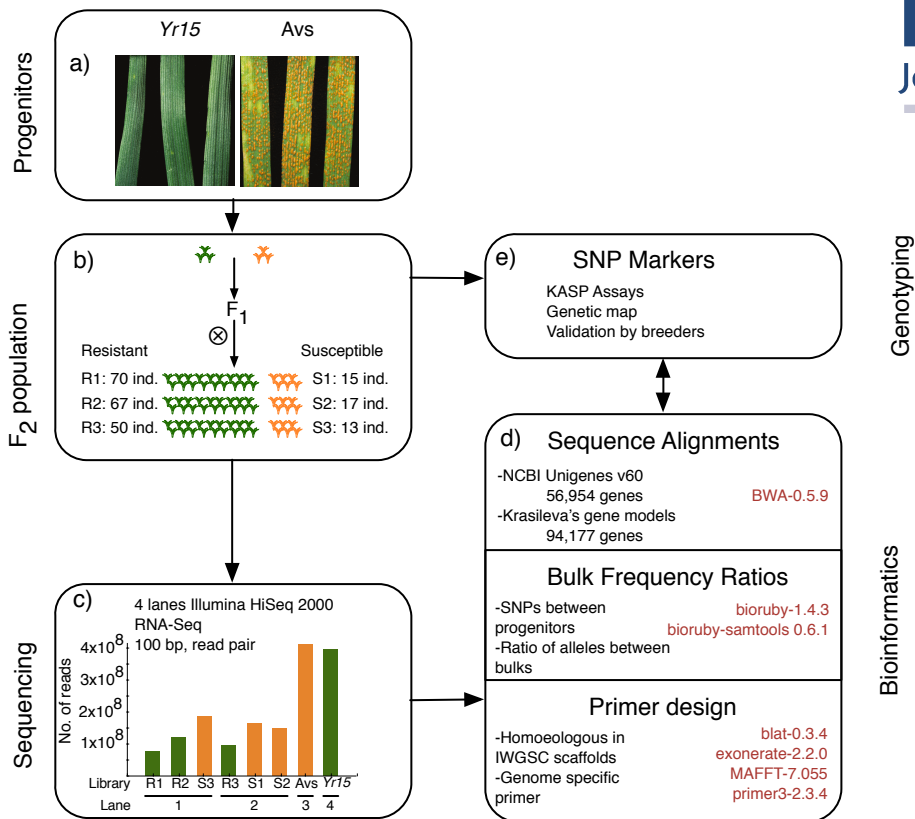 Jo
Progenitors
Yr15 Avs
a)
F2 population
b)
F1
Resistant Susceptible
R1: 70 ind. S1: 15 ind.
R2: 67 ind. S2: 17 ind.
R3: 50 ind. S3: 13 ind.
Sequencing
c)
4 lanes Illumina HiSeq 2000
RNA-Seq
100 bp, read pair
No. of reads
4x10^8
3x10^8
2x10^8
1x10^8
Library R1 R2 S3 R3 S1 S2 Avs Yr15
Lane 1 2 3 4
Genotyping
e) SNP Markers
KASP Assays
Genetic map
Validation by breeders
Bioinformatics
d) Sequence Alignments
-NCBI Unigenes v60
56,954 genes BWA-0.5.9
-Krasileva's gene models
94,177 genes
Bulk Frequency Ratios
-SNPs between bioruby-1.4.3
progenitors bioruby-samtools 0.6.1
-Ratio of alleles between
bulks
Primer design
-Homoeologous in blat-0.3.4
IWGSC scaffolds exonerate-2.2.0
-Genome specific MAFFT-7.055
primer primer3-2.3.4